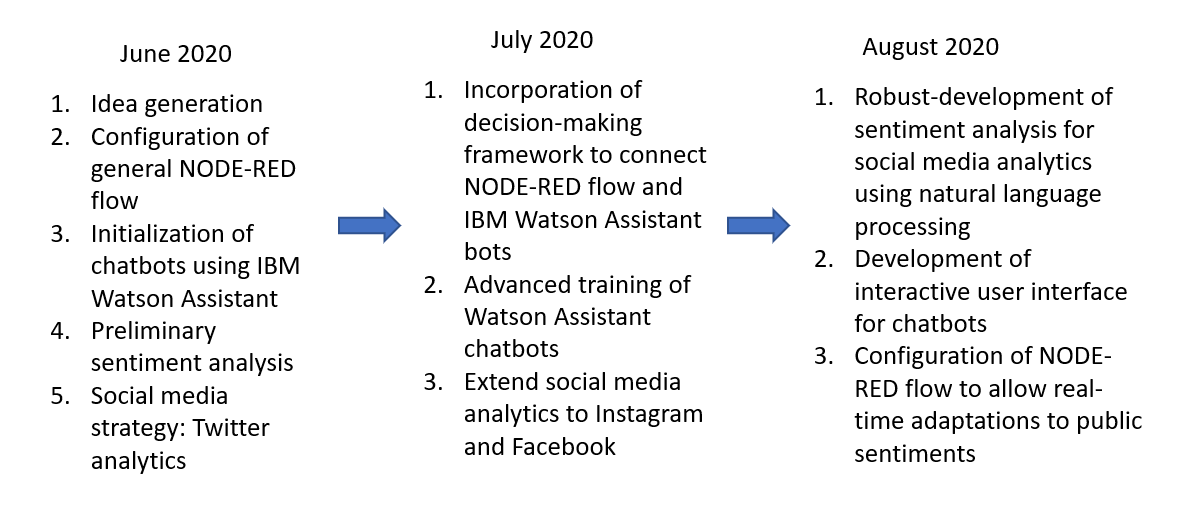 June 2020
1. Idea generation
2. Configuration of
general NODE-RED
flow
3. Initialization of
chatbots using IBM
Watson Assistant
4. Preliminary
sentiment analysis
5. Social media
strategy: Twitter
analytics
July 2020
1. Incorporation of
decision-making
framework to connect
NODE-RED flow and
IBM Watson Assistant
bots
2. Advanced training of
Watson Assistant
chatbots
3. Extend social media
analytics to Instagram
and Facebook
August 2020
1. Robust-development of
sentiment analysis for
social media analytics
using natural language
processing
2. Development of
interactive user interface
for chatbots
3. Configuration of NODE-
RED flow to allow real-
time adaptations to public
sentiments